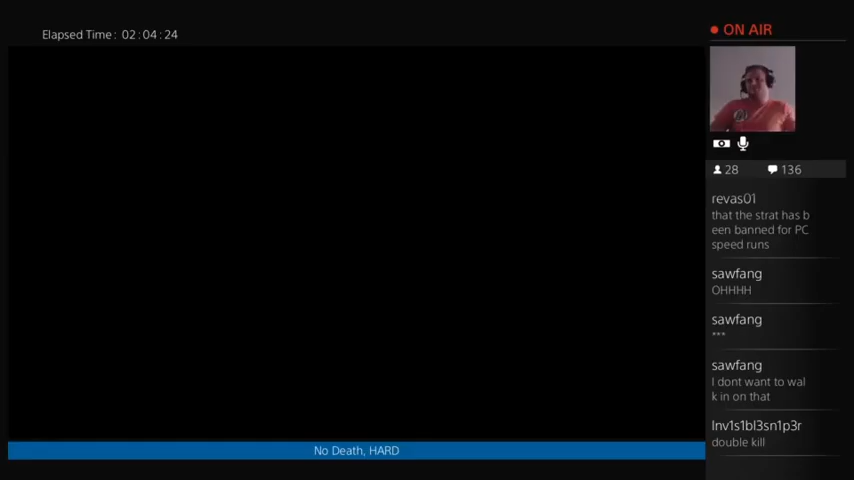 Elapsed Time: 02:04:24
ON AIR
28 136
revas01
that the strat has b
een banned for PC
speed runs
sawfang
OHHHH
sawfang
***
sawfang
I dont want to wal
k in on that
Inv1s1bl3sn1p3r
double kill
No Death, HARD